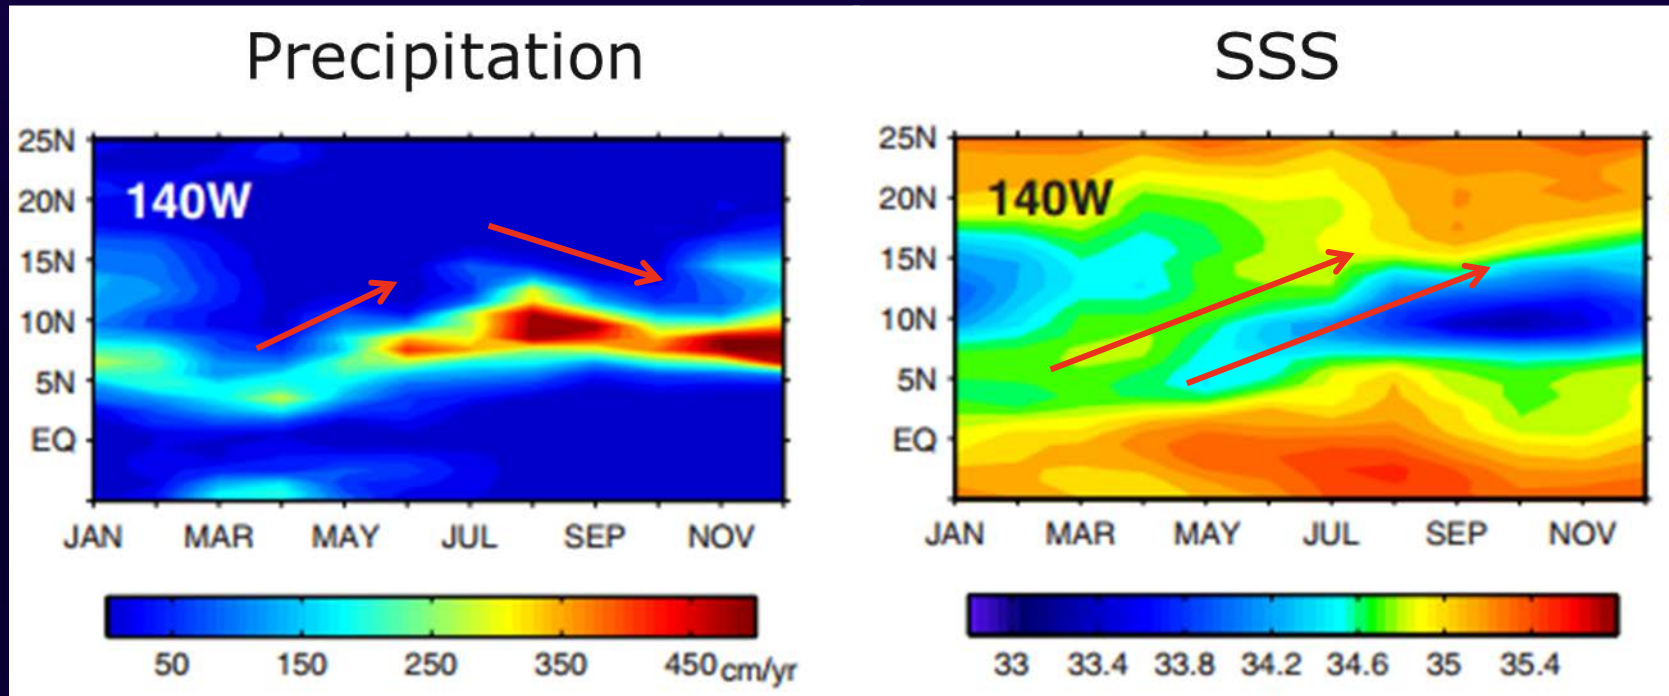 Precipitation
25N
20N
15N
10N
5N
EQ
140W
JAN MAR MAY JUL SEP NOV
50 150 250 350 450 cm/yr
SSS
25N
20N
15N
10N
5N
EQ
140W
JAN MAR MAY JUL SEP NOV
33 33.4 33.8 34.2 34.6 35 35.4